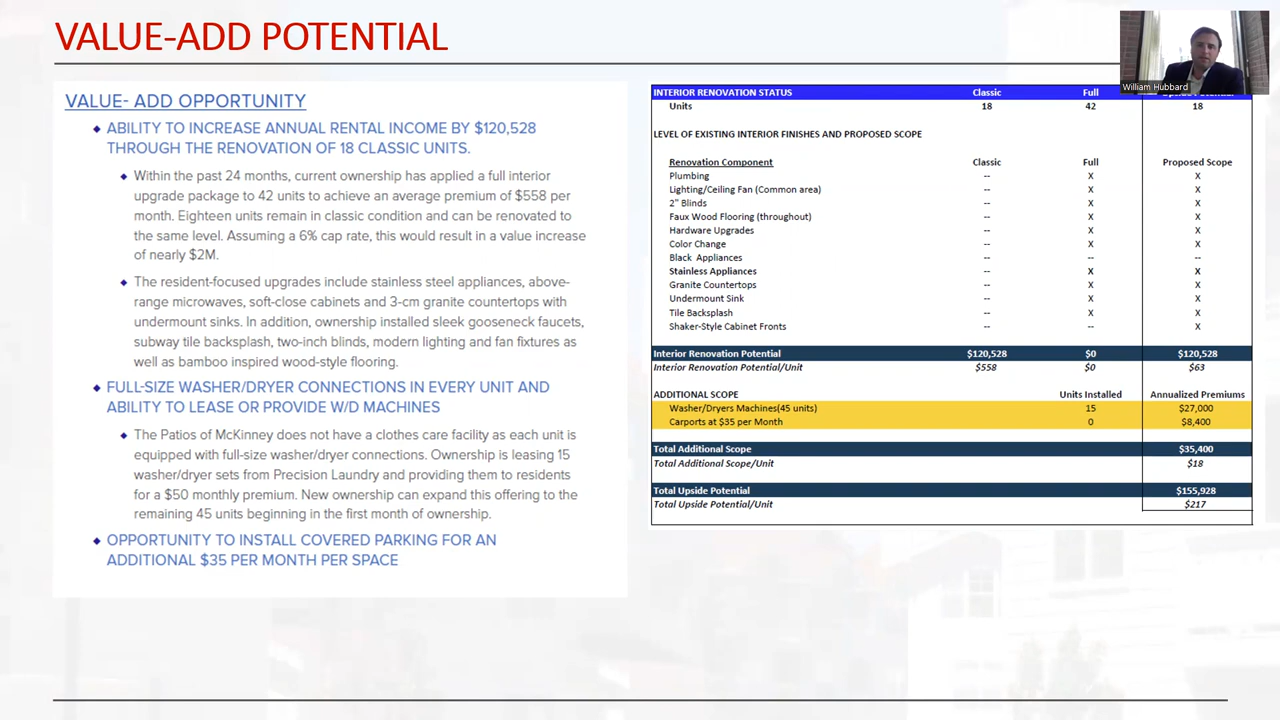 VALUE-ADD POTENTIAL
William Hubbard
VALUE- ADD OPPORTUNITY
ABILITY TO INCREASE ANNUAL RENTAL INCOME BY $120,528
THROUGH THE RENOVATION OF 18 CLASSIC UNITS.
Within the past 24 months, current ownership has applied a full interior
upgrade package to 42 units to achieve an average premium of $558 per
month. Eighteen units remain in classic condition and can be renovated to
the same level. Assuming a 6% cap rate, this would result in a value increase
of nearly $2M.
The resident-focused upgrades include stainless steel appliances, above-
range microwaves, soft-close cabinets and 3-cm granite countertops with
undermount sinks. In addition, ownership installed sleek gooseneck faucets,
subway tile backsplash, two-inch blinds, modern lighting and fan fixtures as
well as bamboo inspired wood-style flooring.
FULL-SIZE WASHER/DRYER CONNECTIONS IN EVERY UNIT AND
ABILITY TO LEASE OR PROVIDE W/D MACHINES
The Patios of McKinney does not have a clothes care facility as each unit is
equipped with full-size washer/dryer connections. Ownership is leasing 15
washer/dryer sets from Precision Laundry and providing them to residents
for a $50 monthly premium. New ownership can expand this offering to the
remaining 45 units beginning in the first month of ownership.
OPPORTUNITY TO INSTALL COVERED PARKING FOR AN
ADDITIONAL $35 PER MONTH PER SPACE
INTERIOR RENOVATION STATUS Classic Full
Units 18 42 18
LEVEL OF EXISTING INTERIOR FINISHES AND PROPOSED SCOPE
Renovation Component Classic Full Proposed Scope
Plumbing -- X X
Lighting/Ceiling Fan (Common area) -- X X
2" Blinds -- X X
Faux Wood Flooring (throughout) -- X X
Hardware Upgrades -- X X
Color Change -- X X
Black Appliances -- -- --
Stainless Appliances -- X X
Granite Countertops -- X X
Undermount Sink -- X X
Tile Backsplash -- X X
Shaker-Style Cabinet Fronts -- -- X
Interior Renovation Potential $120,528 $0 $120,528
Interior Renovation Potential/Unit $558 $0 $63
ADDITIONAL SCOPE Units Installed Annualized Premiums
Washer/Dryers Machines(45 units) 15 $27,000
Carports at $35 per Month 0 $8,400
Total Additional Scope $35,400
Total Additional Scope/Unit $18
Total Upside Potential $155,928
Total Upside Potential/Unit $217